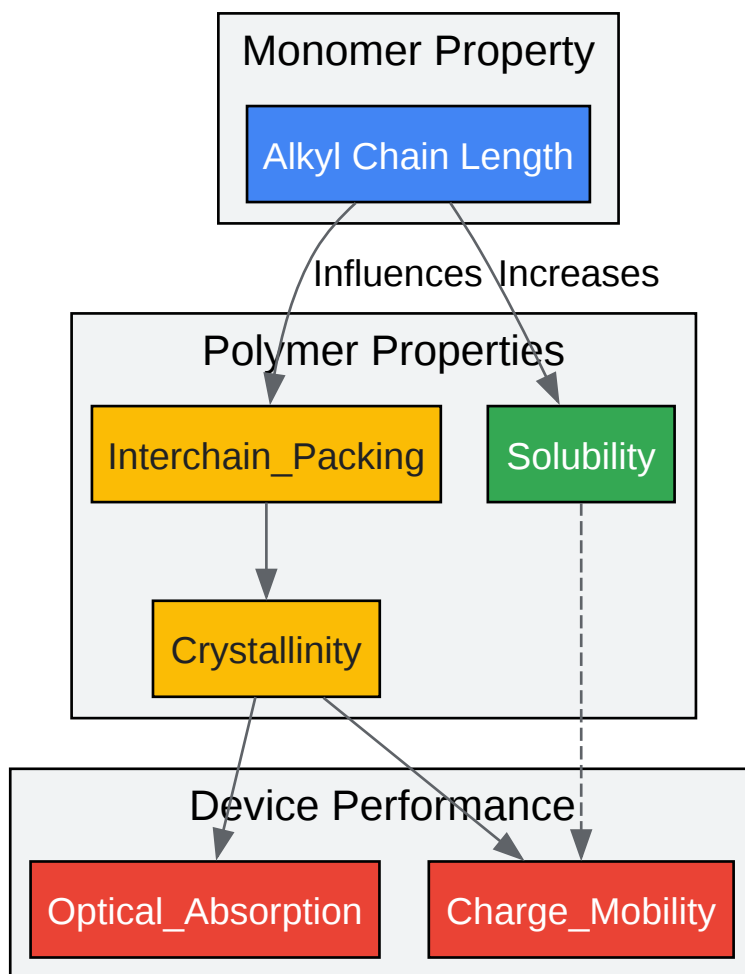 Monomer Property
Alkyl Chain Length
Influences
Increases
Polymer Properties
Interchain_Packing
Solubility
Crystallinity
Device Performance
Optical_Absorption
Charge_Mobility